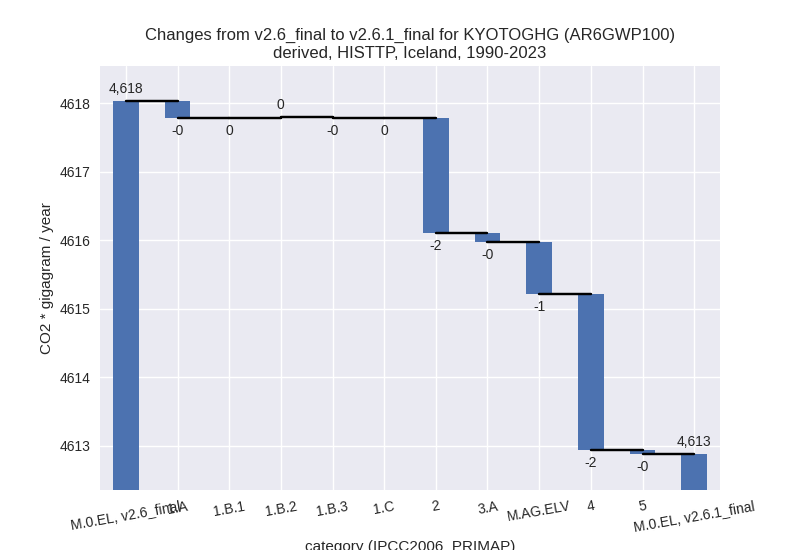 Changes from v2.6_final to v2.6.1_final for KYOTOGHG (AR6GWP100)
derived, HISTTP, Iceland, 1990-2023
CO2 * gigagram / year
4618
4617
4616
4615
4614
4613
4,618
-0
0
0
-0
0
-2
-0
-1
-2
-0
4,613
M.0.EL, v2.6_final
1.A
1.B.1
1.B.2
1.B.3
1.C
2
3.A
M.AG.ELV
4
5
M.0.EL, v2.6.1_final
category (IPCC2006_PRIMAP)